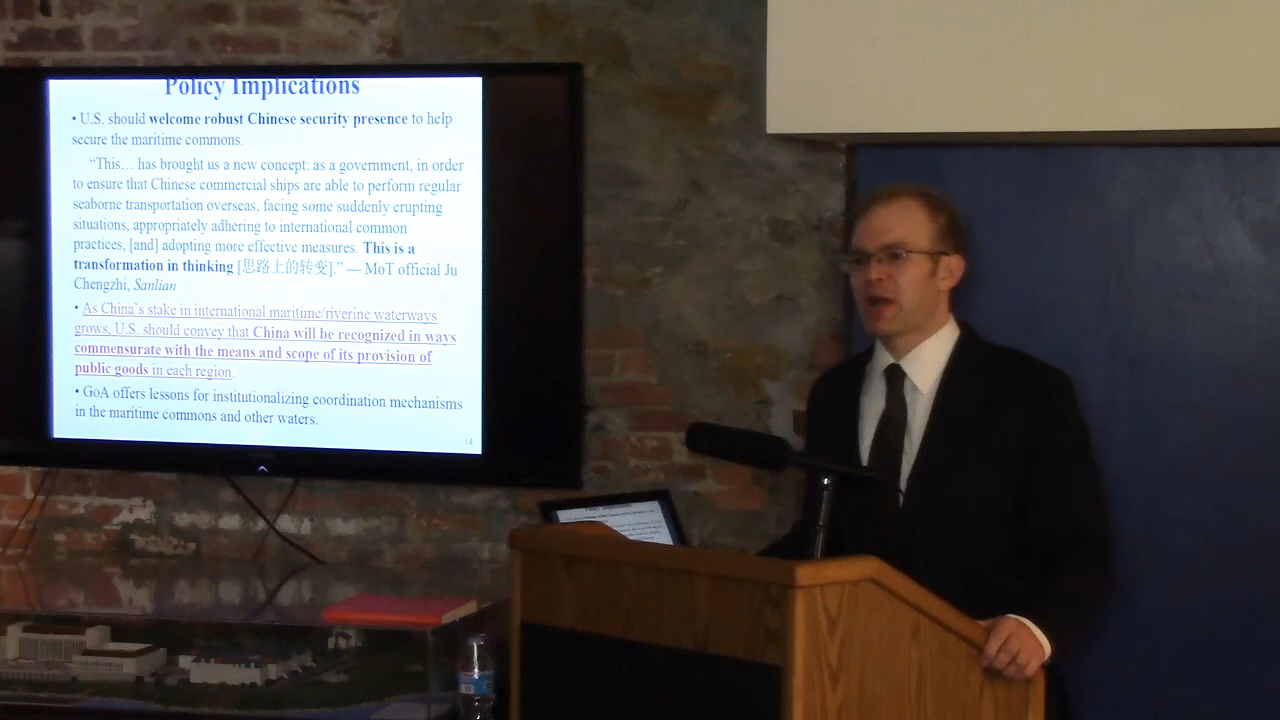 Policy Implications
• U.S. should welcome robust Chinese security presence to help
secure the maritime commons.
“This… has brought us a new concept: as a government, in order
to ensure that Chinese commercial ships are able to perform regular
seaborne transportation overseas, facing some suddenly erupting
situations, appropriately adhering to international common
practices, [and] adopting more effective measures. This is a
transformation in thinking [思路上的转变].” — MoT official Ju
Chengzhi, Sanlian
• As China’s stake in international maritime/riverine waterways
grows, U.S. should convey that China will be recognized in ways
commensurate with the means and scope of its provision of
public goods in each region.
• GoA offers lessons for institutionalizing coordination mechanisms
in the maritime commons and other waters.
14
Policy Implications